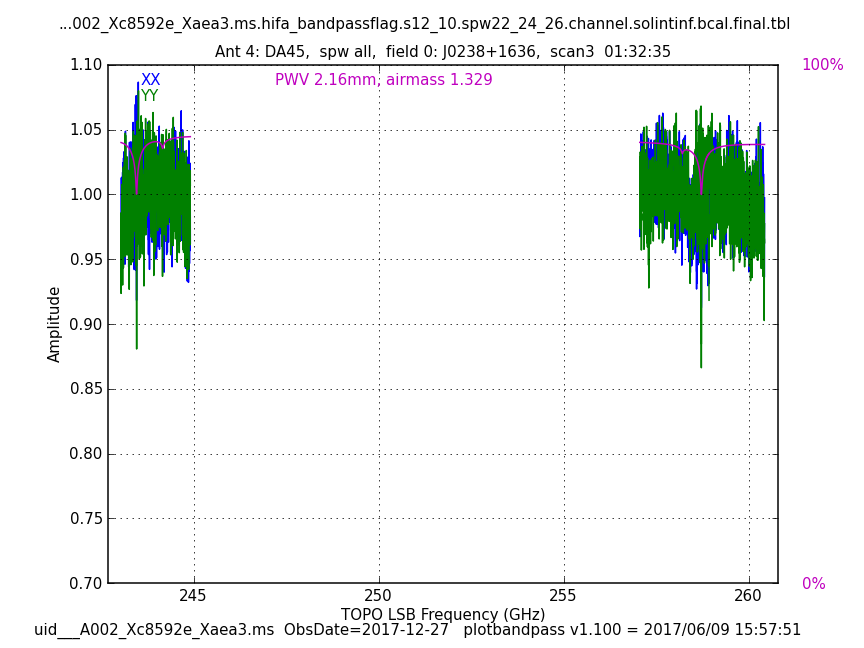 ...002_Xc8592e_Xaea3.ms.hifa_bandpassflag.s12_10.spw22_24_26.channel.solintinf.bcal.final.tbl
Ant 4: DA45,  spw all,  field 0: J0238+1636,  scan3  01:32:35
1.10
100%
XX
PWV 2.16mm, airmass 1.329
YY
1.05
1.00
0.95
0.90
Amplitude
0.85
0.80
0.75
0.70
0%
245
250
255
260
TOPO LSB Frequency (GHz)
uid___A002_Xc8592e_Xaea3.ms  ObsDate=2017-12-27   plotbandpass v1.100 = 2017/06/09 15:57:51